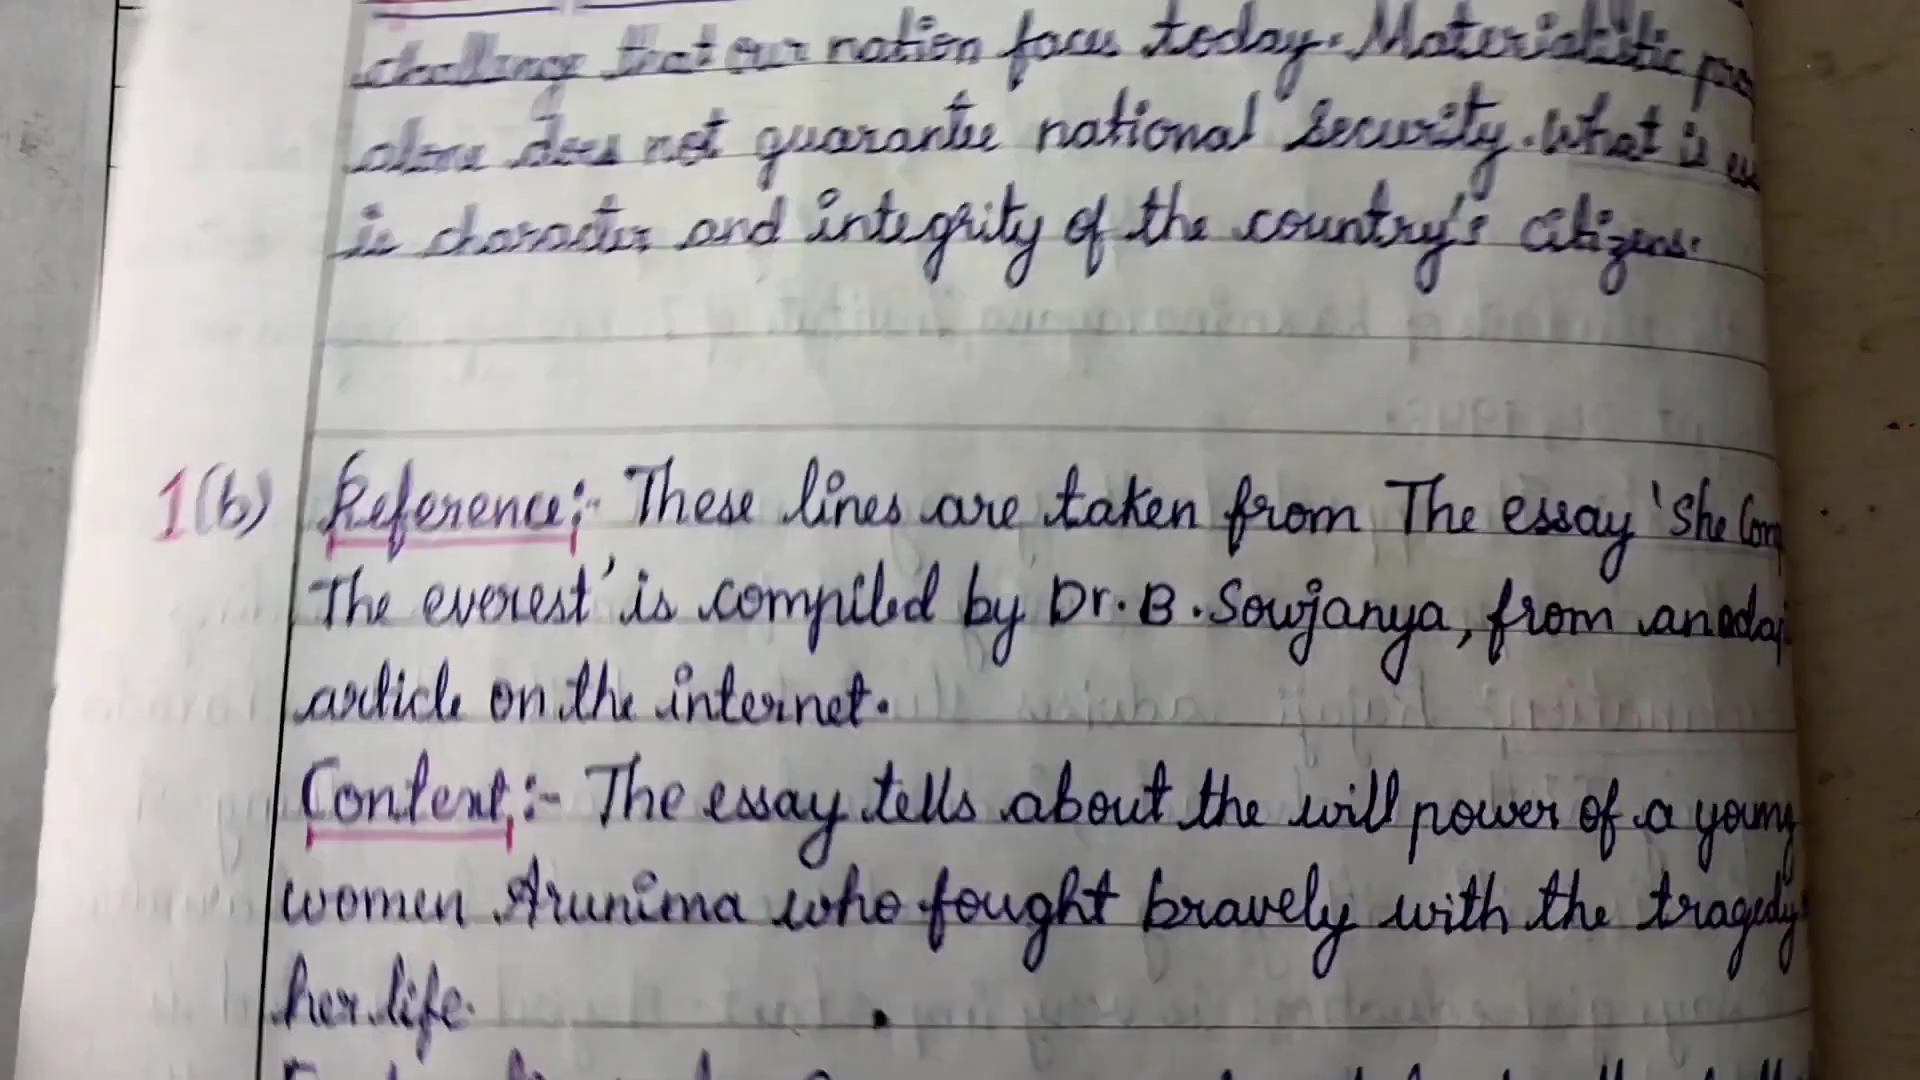 challenge that our nation faces today. Materialistic
alone does not guarantee national security. What is
is character and integrity of the country's citizens.
1(b) Reference:- These lines are taken from The essay 'She
The everest' is compiled by Dr. B. Sowjanya, from an
article on the internet.
Context:- The essay tells about the will power of a young
women Arunima who fought bravely with the tragedy
her life.